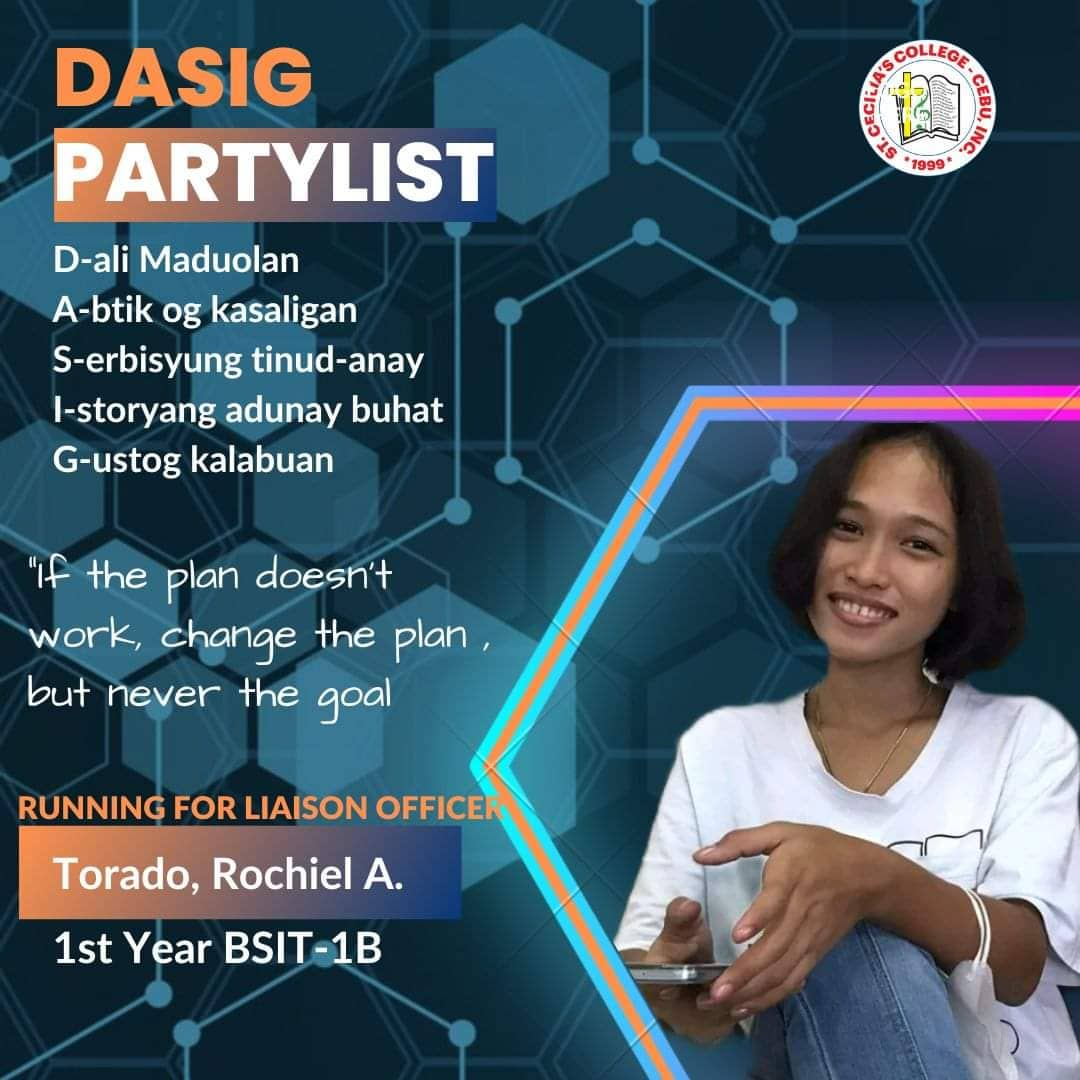 DASIG
PARTYLIST
D-ali Maduolan
A-btik og kasaligan
S-erbisyung tinud-anay
I-storyang adunay buhat
G-ustog kalabuan
"If the plan doesn't
work, change the plan ,
but never the goal
RUNNING FOR LIAISON OFFICER
Torado, Rochiel A.
1st Year BSIT-1B
ST. CECILIA'S COLLEGE - CEBU, INC.
* 1999 *